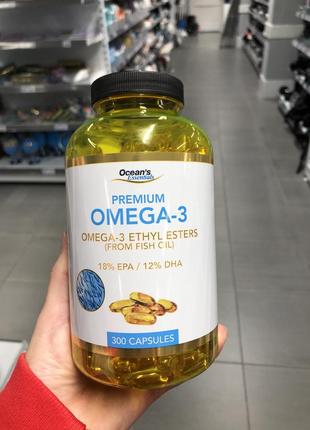 Ocean's
Essentials
PREMIUM
OMEGA-3
OMEGA-3 ETHYL ESTERS
(FROM FISH OIL)
18% EPA / 12% DHA
300 CAPSULES